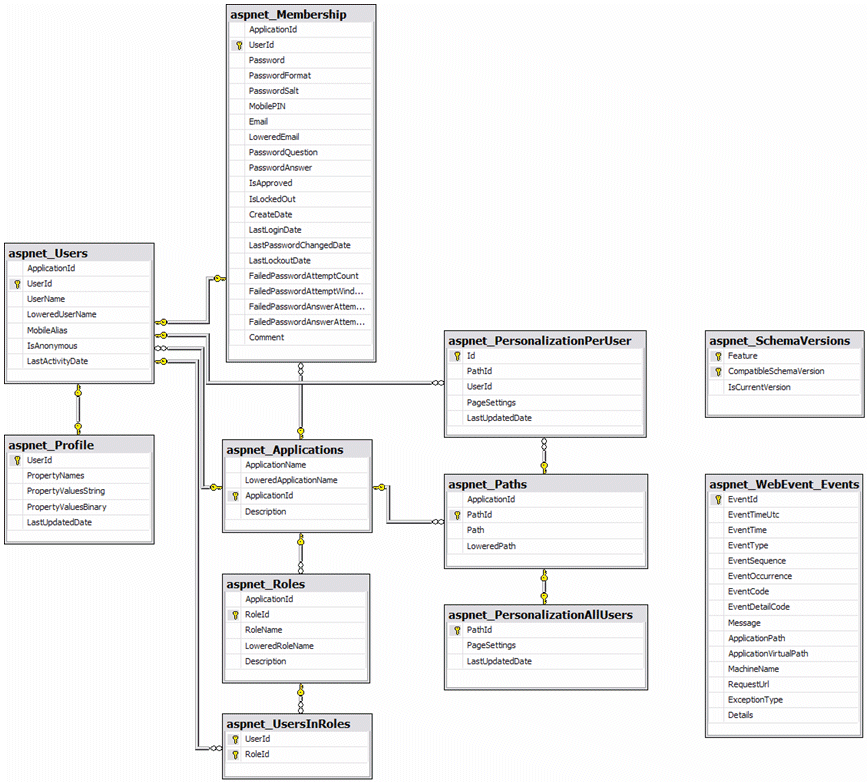 aspnet_Membership
ApplicationId
UserId
Password
PasswordFormat
PasswordSalt
MobilePIN
Email
LoweredEmail
PasswordQuestion
PasswordAnswer
IsApproved
IsLockedOut
CreateDate
LastLoginDate
LastPasswordChangedDate
LastLockoutDate
FailedPasswordAttemptCount
FailedPasswordAttemptWind...
FailedPasswordAnswerAttem...
FailedPasswordAnswerAttem...
Comment
aspnet_Users
ApplicationId
UserId
UserName
LoweredUserName
MobileAlias
IsAnonymous
LastActivityDate
aspnet_Profile
UserId
PropertyNames
PropertyValuesString
PropertyValuesBinary
LastUpdatedDate
aspnet_Applications
ApplicationName
LoweredApplicationName
ApplicationId
Description
aspnet_Roles
ApplicationId
RoleId
RoleName
LoweredRoleName
Description
aspnet_UsersInRoles
UserId
RoleId
aspnet_PersonalizationPerUser
Id
PathId
UserId
PageSettings
LastUpdatedDate
aspnet_Paths
ApplicationId
PathId
Path
LoweredPath
aspnet_PersonalizationAllUsers
PathId
PageSettings
LastUpdatedDate
aspnet_SchemaVersions
Feature
CompatibleSchemaVersion
IsCurrentVersion
aspnet_WebEvent_Events
EventId
EventTimeUtc
EventTime
EventType
EventSequence
EventOccurrence
EventCode
EventDetailCode
Message
ApplicationPath
ApplicationVirtualPath
MachineName
RequestUrl
ExceptionType
Details